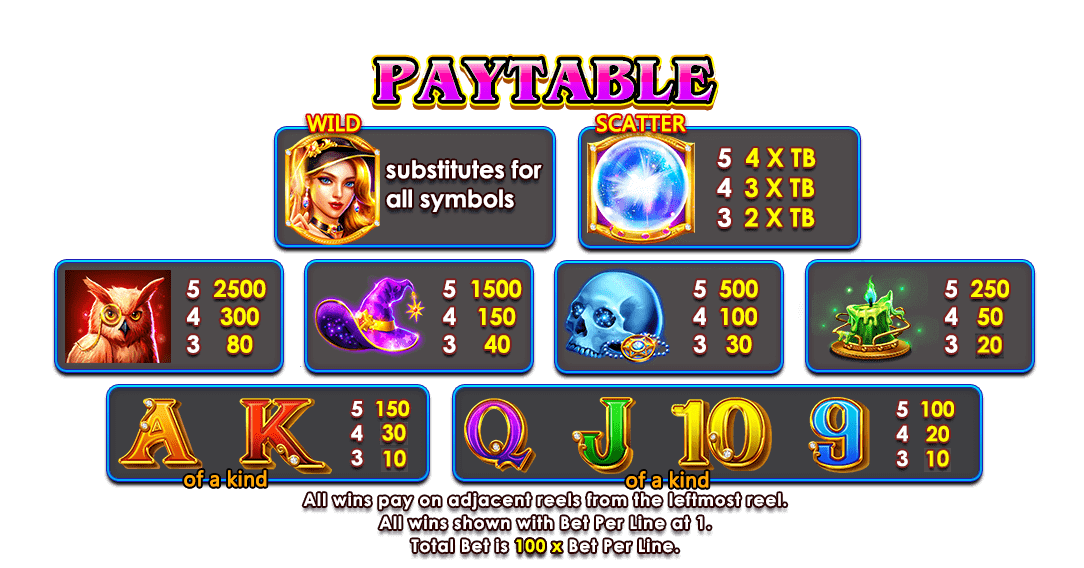 PAYTABLE
WILD
substitutes for
all symbols
SCATTER
5 4 X TB
4 3 X TB
3 2 X TB
5 2500
4 300
3 80
5 1500
4 150
3 40
5 500
4 100
3 30
5 250
4 50
3 20
A K
of a kind
5 150
4 30
3 10
Q J 10 9
of a kind
5 100
4 20
3 10
All wins pay on adjacent reels from the leftmost reel.
All wins shown with Bet Per Line at 1.
Total Bet is 100 x Bet Per Line.